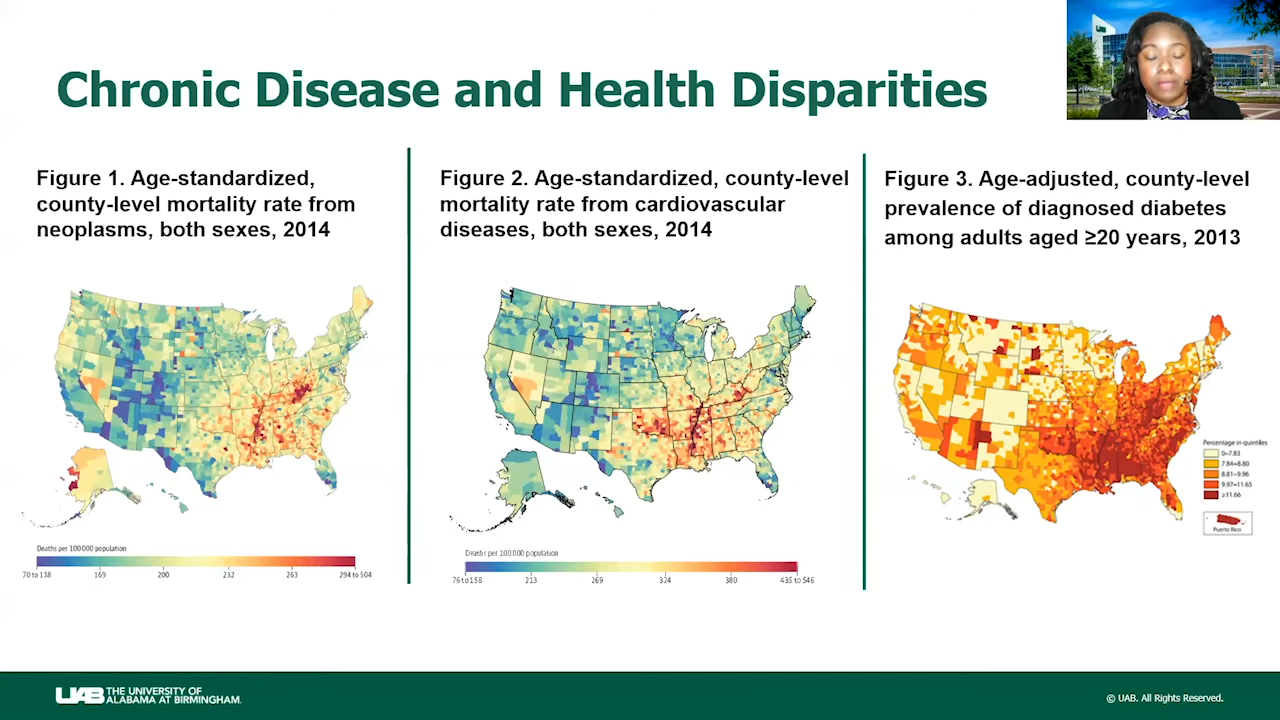 Chronic Disease and Health Disparities
Figure 1. Age-standardized,
county-level mortality rate from
neoplasms, both sexes, 2014
Deaths per 100 000 population
70 to 138 169 200 232 263 294 to 504
Figure 2. Age-standardized, county-level
mortality rate from cardiovascular
diseases, both sexes, 2014
Deaths per 100 000 population
76 to 158 213 269 324 380 435 to 546
Figure 3. Age-adjusted, county-level
prevalence of diagnosed diabetes
among adults aged ≥20 years, 2013
Percentage in quintiles
0–7.83
7.84–8.80
8.81–9.96
9.97–11.65
≥11.66
Puerto Rico
UAB
UAB THE UNIVERSITY OF
ALABAMA AT BIRMINGHAM.
© UAB. All Rights Reserved.